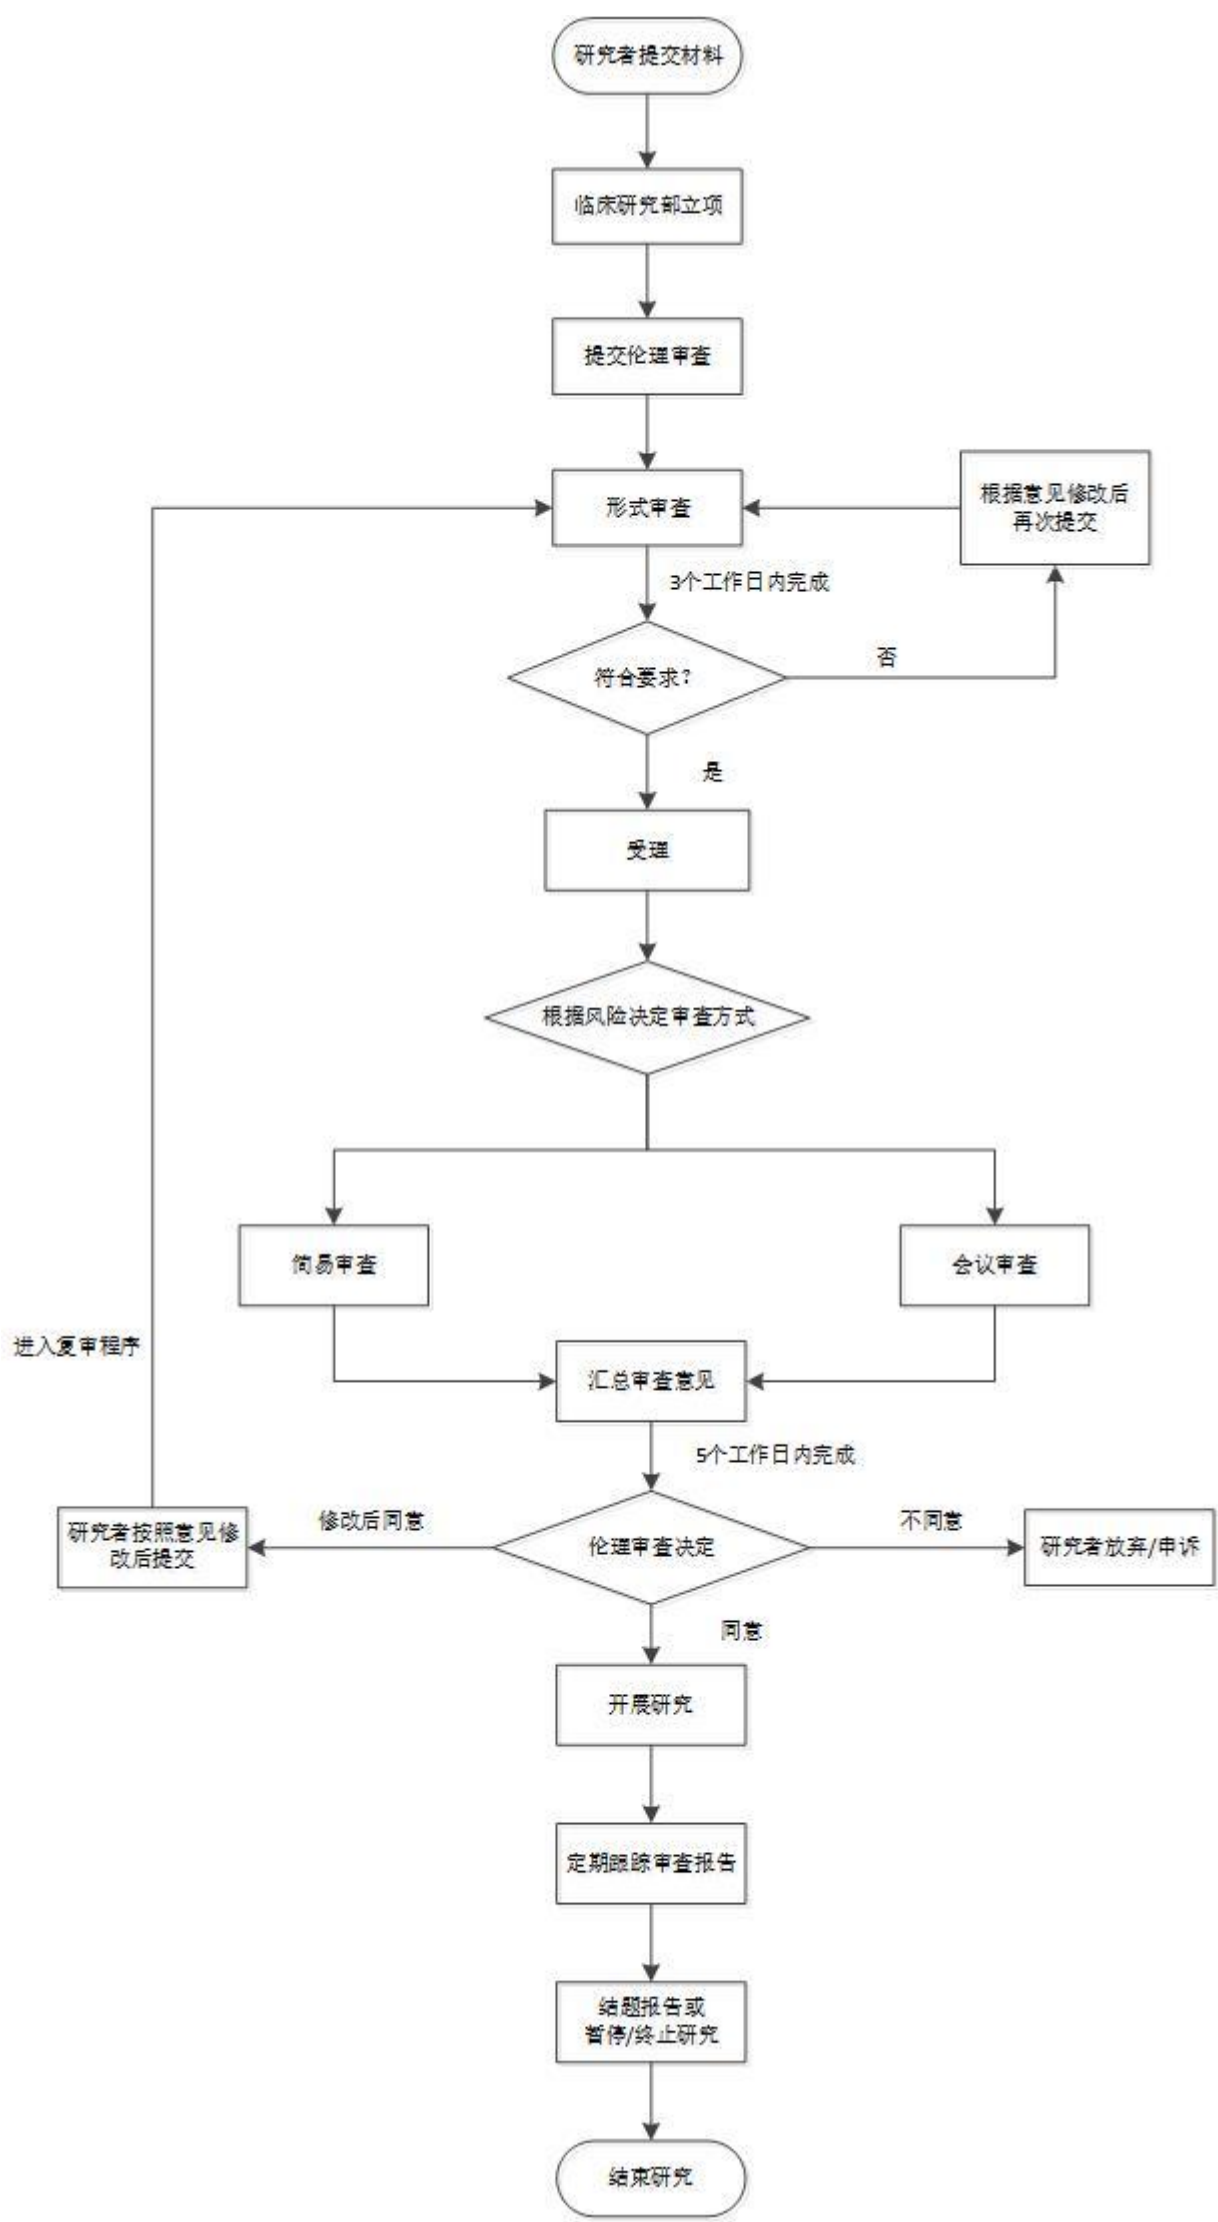 研究者提交材料
临床研究部立项
提交伦理审查
形式审查
根据意见修改后
再次提交
3个工作日内完成
符合要求?
否
是
受理
根据风险决定审查方式
简易审查
会议审查
进入复审程序
汇总审查意见
5个工作日内完成
研究者按照意见修
改后提交
修改后同意
伦理审查决定
不同意
研究者放弃/申诉
同意
开展研究
定期跟踪审查报告
结题报告或
暂停/终止研究
结束研究